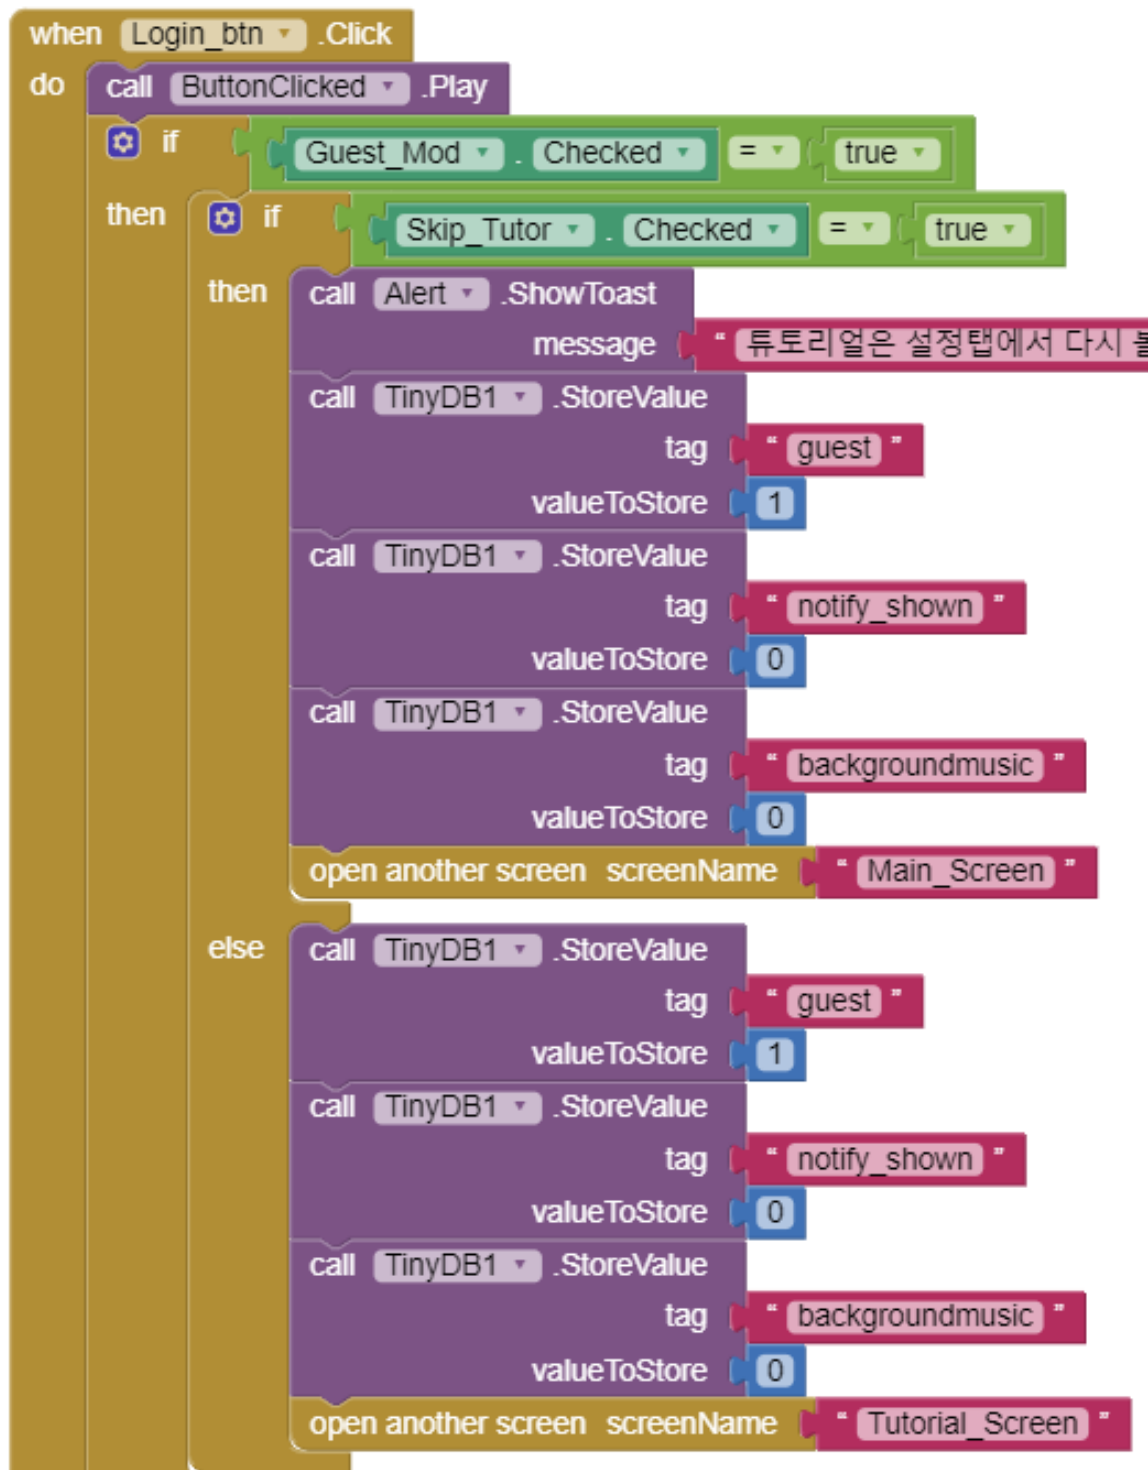 when Login_btn .Click
do call ButtonClicked .Play
if Guest_Mod . Checked = true
then if Skip_Tutor . Checked = true
then call Alert .ShowToast
message “ 튜토리얼은 설정탭에서 다시
call TinyDB1 .StoreValue
tag “ guest ”
valueToStore 1
call TinyDB1 .StoreValue
tag “ notify_shown ”
valueToStore 0
call TinyDB1 .StoreValue
tag “ backgroundmusic ”
valueToStore 0
open another screen screenName “ Main_Screen ”
else call TinyDB1 .StoreValue
tag “ guest ”
valueToStore 1
call TinyDB1 .StoreValue
tag “ notify_shown ”
valueToStore 0
call TinyDB1 .StoreValue
tag “ backgroundmusic ”
valueToStore 0
open another screen screenName “ Tutorial_Screen ”